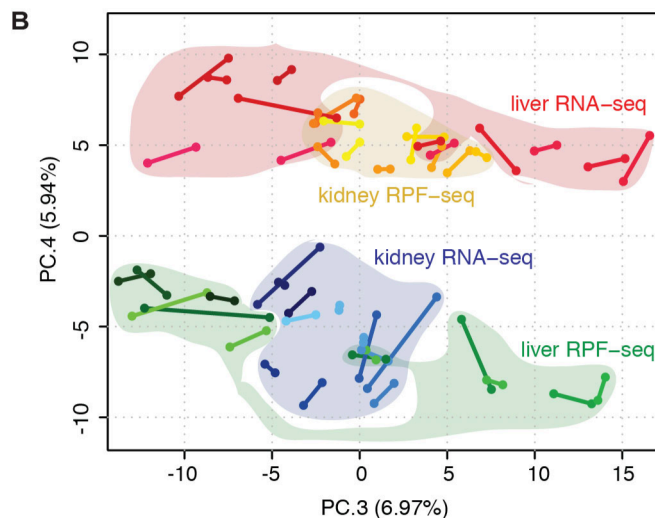 B
10
5
0
-5
-10
PC.4 (5.94%)
liver RNA−seq
kidney RPF−seq
kidney RNA−seq
liver RPF−seq
-10
-5
0
5
10
15
PC.3 (6.97%)